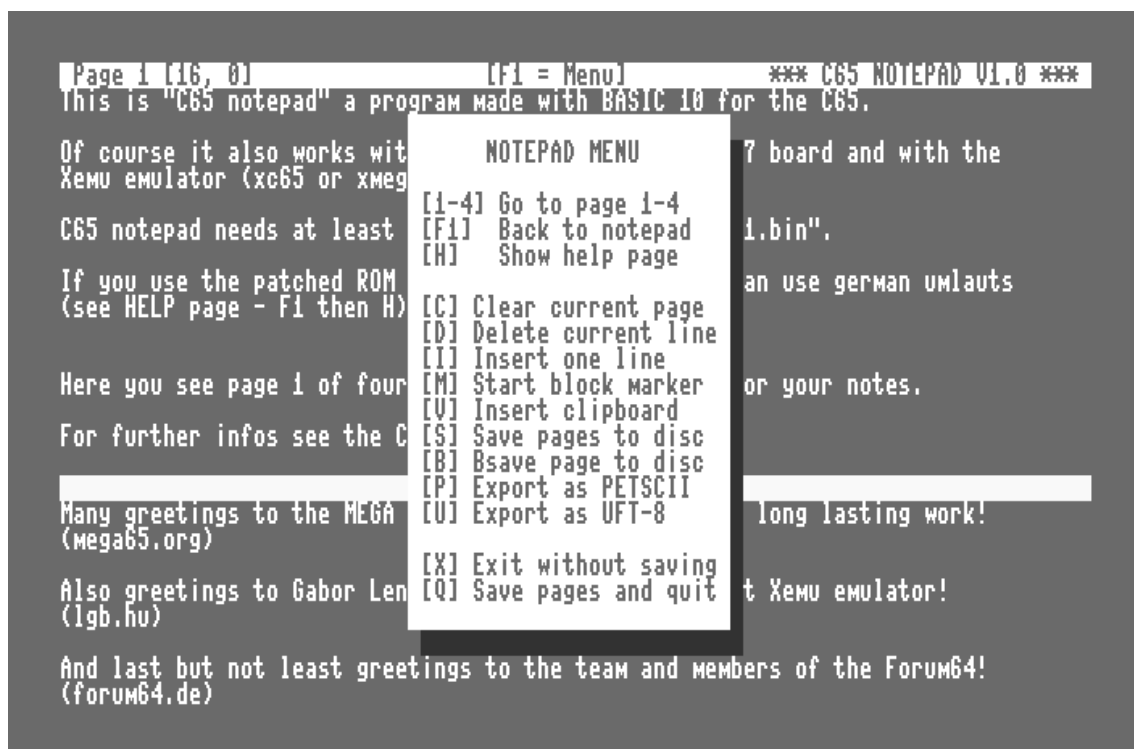 Page 1 [16, 0] [F1 = Menu] *** C65 NOTEPAD V1.0 ***
This is "C65 notepad" a program made with BASIC 10 for the C65.
Of course it also works wit 7 board and with the
Xemu emulator (xc65 or xmeg
C65 notepad needs at least 1.bin".
If you use the patched ROM an use german umlauts
(see HELP page - F1 then H)
Here you see page 1 of four or your notes.
For further infos see the C
Many greetings to the MEGA long lasting work!
(mega65.org)
Also greetings to Gabor Len t Xemu emulator!
(lgb.hu)
And last but not least greetings to the team and members of the Forum64!
(forum64.de)
NOTEPAD MENU
[1-4] Go to page 1-4
[F1] Back to notepad
[H] Show help page
[C] Clear current page
[D] Delete current line
[I] Insert one line
[M] Start block marker
[V] Insert clipboard
[S] Save pages to disc
[B] Bsave page to disc
[P] Export as PETSCII
[U] Export as UFT-8
[X] Exit without saving
[Q] Save pages and quit